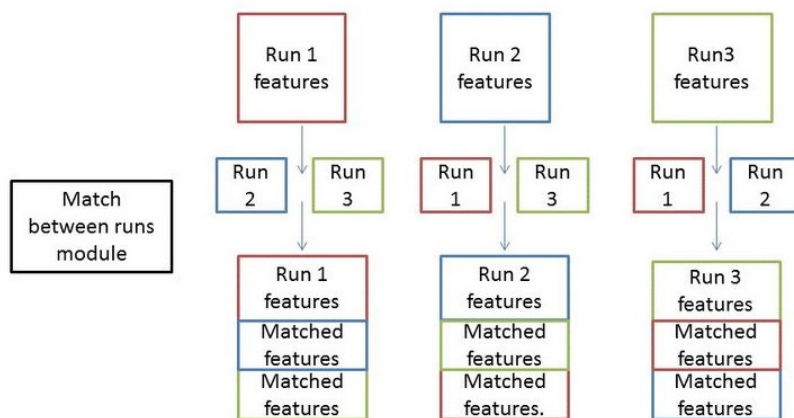 Run 1
features
Run 2
features
Run3
features
Match
between runs
module
Run
2
Run
3
Run
1
Run
3
Run
1
Run
2
Run 1
features
Matched
features
Matched
features
Run 2
features
Matched
features
Matched
features.
Run 3
features
Matched
features
Matched
features